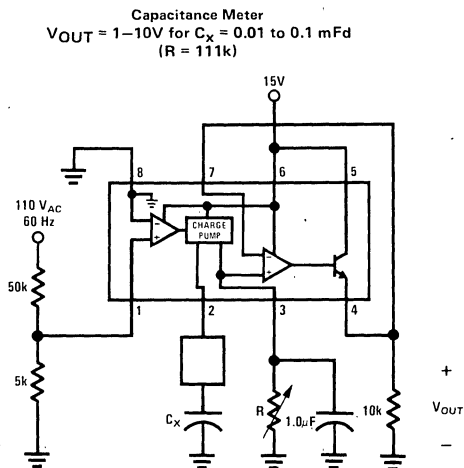 Capacitance Meter
VOUT = 1–10V for CX = 0.01 to 0.1 mFd
(R = 111k)
15V
8 7 6 5
110 VAC
60 Hz
CHARGE
PUMP
50k
1 2 3 4
5k
CX
R
1.0μF
10k
+
VOUT
–